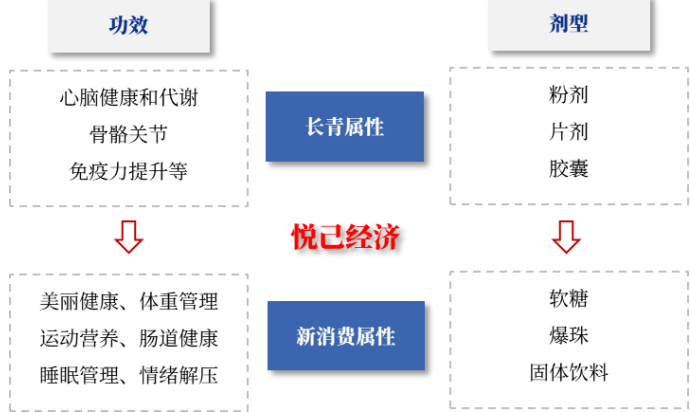 功效
剂型
心脑健康和代谢
骨骼关节
免疫力提升等
长青属性
粉剂
片剂
胶囊
悦己经济
美丽健康、体重管理
运动营养、肠道健康
睡眠管理、情绪解压
新消费属性
软糖
爆珠
固体饮料